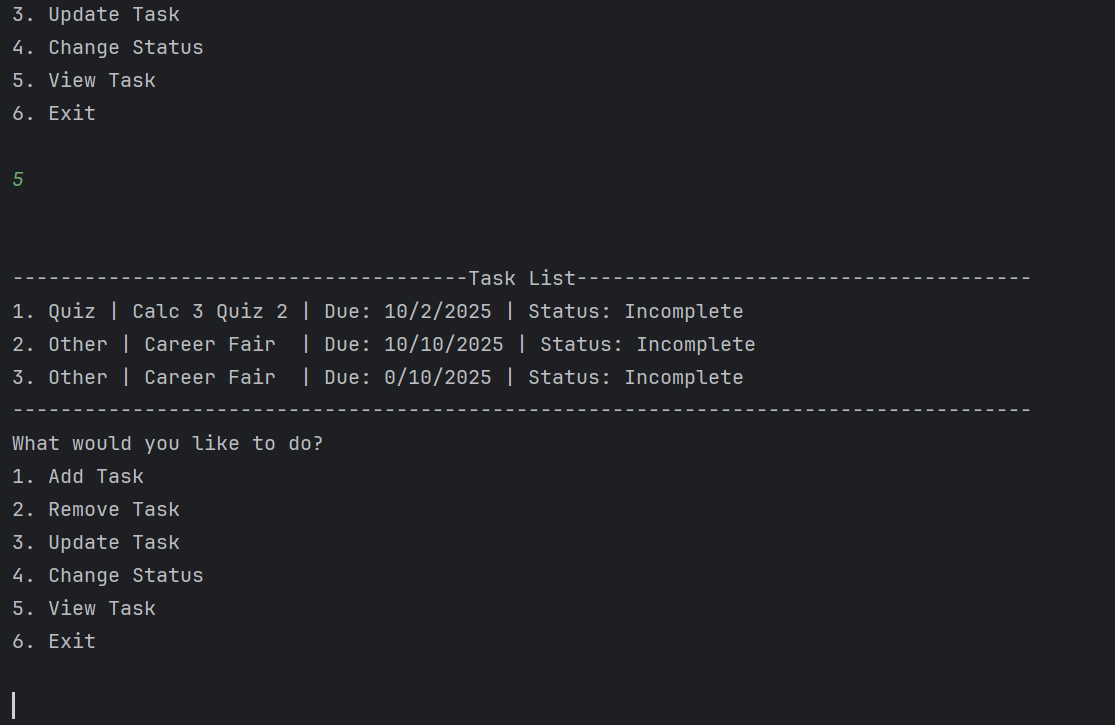 3. Update Task
4. Change Status
5. View Task
6. Exit
5
--------------------------------------Task List--------------------------------------
1. Quiz | Calc 3 Quiz 2 | Due: 10/2/2025 | Status: Incomplete
2. Other | Career Fair  | Due: 10/10/2025 | Status: Incomplete
3. Other | Career Fair  | Due: 0/10/2025 | Status: Incomplete
-------------------------------------------------------------------------------------
What would you like to do?
1. Add Task
2. Remove Task
3. Update Task
4. Change Status
5. View Task
6. Exit